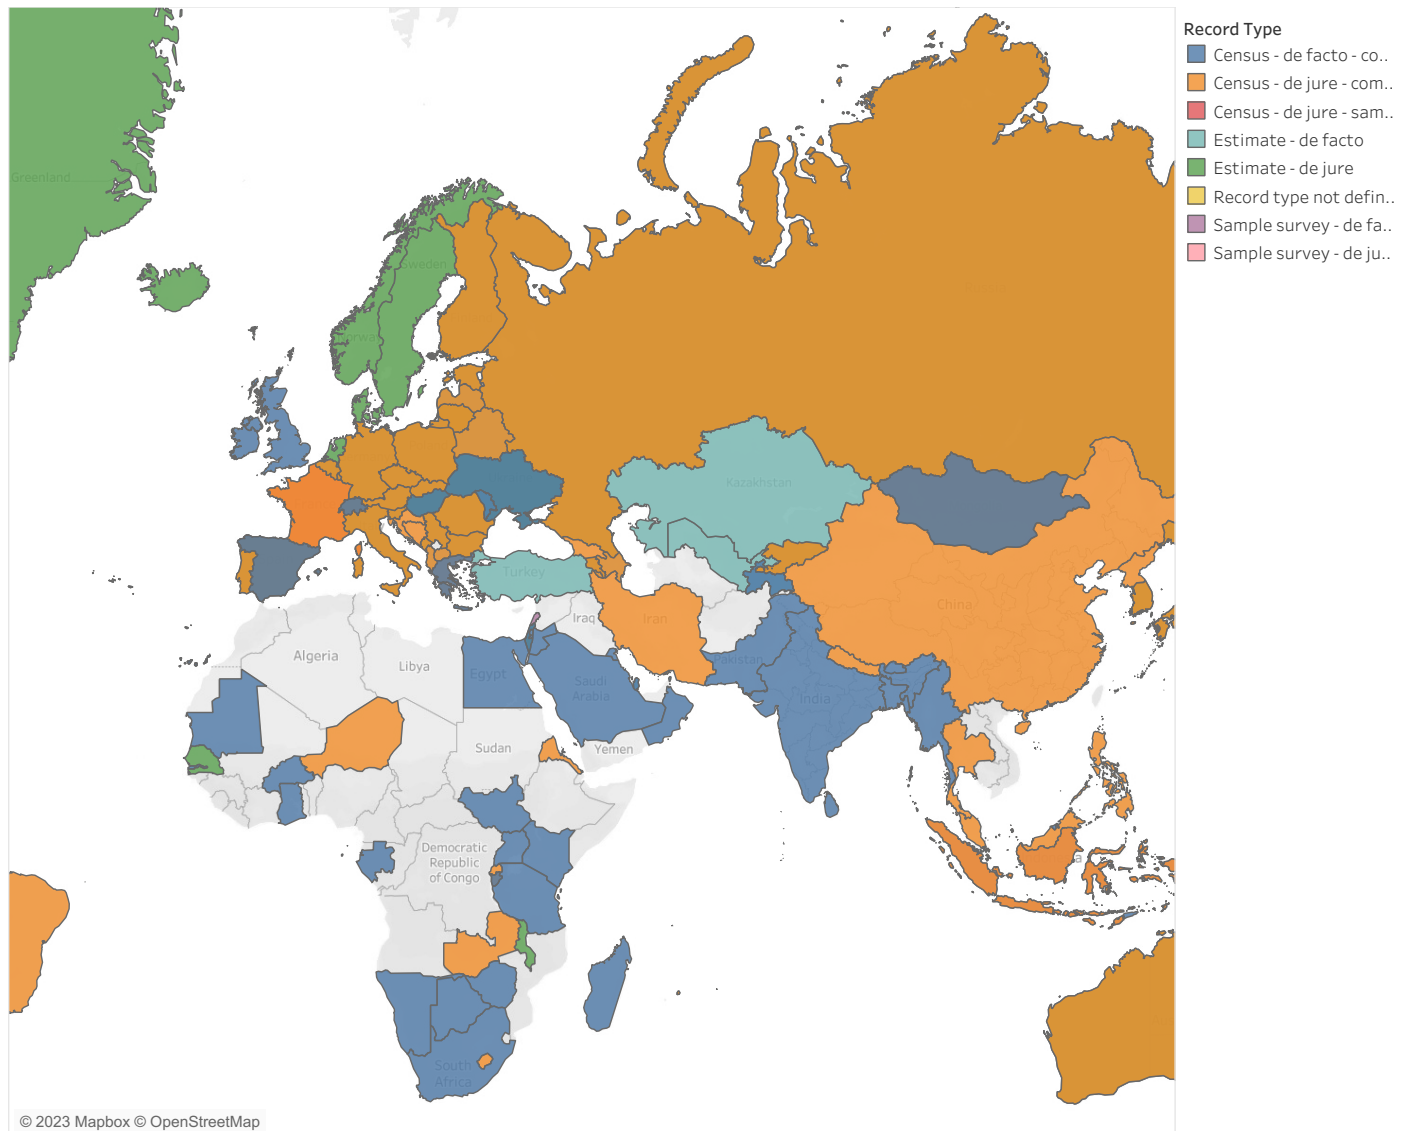 Record Type
Census - de facto - co..
Census - de jure - com..
Census - de jure - sam..
Estimate - de facto
Estimate - de jure
Record type not defin..
Sample survey - de fa..
Sample survey - de ju..
Greenland
Sweden
Norwa
Kazakhstan
Turkey
China
Iraq
Iran
Algeria
Libya
Egypt
Pakistan
Saudi
Arabia
India
Sudan
Yemen
Democratic
Republic
of Congo
a
South
Africa
© 2023 Mapbox © OpenStreetMap